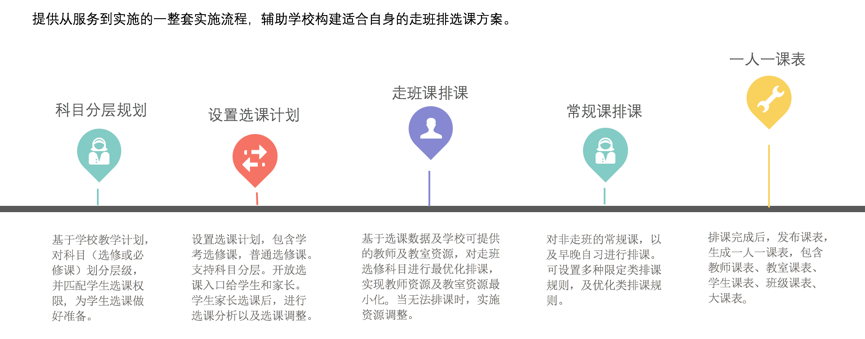 提供从服务到实施的一整套实施流程，辅助学校构建适合自身的走班排选课方案。
科目分层规划
设置选课计划
走班课排课
常规课排课
一人一课表
基于学校教学计划，
对科目（选修或必
修课）划分层级，
并匹配学生选课权
限，为学生选课做
好准备。
设置选课计划，包含学
考选修课，普通选修课。
支持科目分层。开放选
课入口给学生和家长。
学生家长选课后，进行
选课分析以及选课调整。
基于选课数据及学校可提供
的教师及教室资源，对走班
选修科目进行最优化排课，
实现教师资源及教室资源最
小化。当无法排课时，实施
资源调整。
对非走班的常规课，以
及早晚自习进行排课。
可设置多种限定类排课
规则，及优化类排课规
则。
排课完成后，发布课表，
生成一人一课表，包含
教师课表、教室课表、
学生课表、班级课表、
大课表。